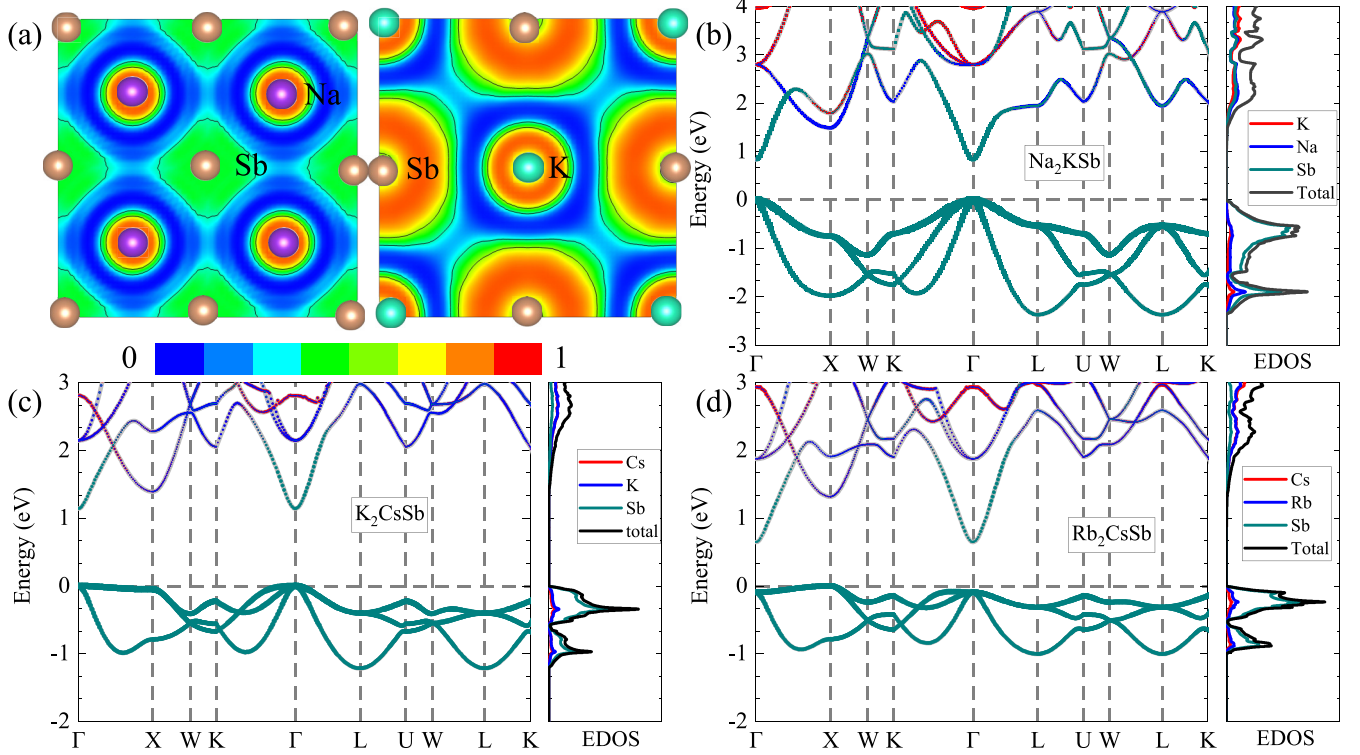 (a)
Na
Sb
Sb
K
0
1
(b)
4
3
2
1
0
-1
-2
-3
Energy (eV)
Na₂KSb
Γ X W K Γ L U W L K
K
Na
Sb
Total
EDOS
(c)
3
2
1
0
-1
-2
Energy (eV)
K₂CsSb
Γ X W K Γ L U W L K
Cs
K
Sb
total
EDOS
(d)
3
2
1
0
-1
-2
Energy (eV)
Rb₂CsSb
Γ X W K Γ L U W L K
Cs
Rb
Sb
Total
EDOS